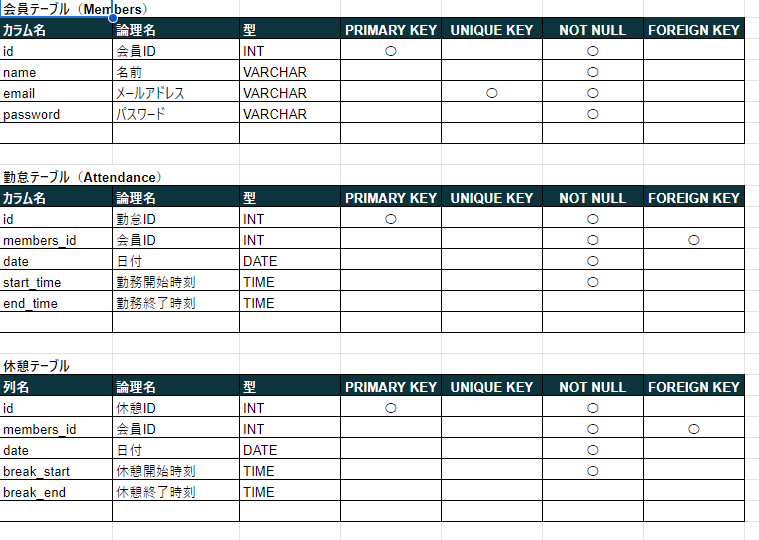 会員テーブル（Members）
カラム名 論理名 型 PRIMARY KEY UNIQUE KEY NOT NULL FOREIGN KEY
id 会員ID INT ○ ○
name 名前 VARCHAR ○
email メールアドレス VARCHAR ○ ○
password パスワード VARCHAR ○
勤怠テーブル（Attendance）
カラム名 論理名 型 PRIMARY KEY UNIQUE KEY NOT NULL FOREIGN KEY
id 勤怠ID INT ○ ○
members_id 会員ID INT ○ ○
date 日付 DATE ○
start_time 勤務開始時刻 TIME ○
end_time 勤務終了時刻 TIME
休憩テーブル
列名 論理名 型 PRIMARY KEY UNIQUE KEY NOT NULL FOREIGN KEY
id 休憩ID INT ○ ○
members_id 会員ID INT ○ ○
date 日付 DATE ○
break_start 休憩開始時刻 TIME ○
break_end 休憩終了時刻 TIME